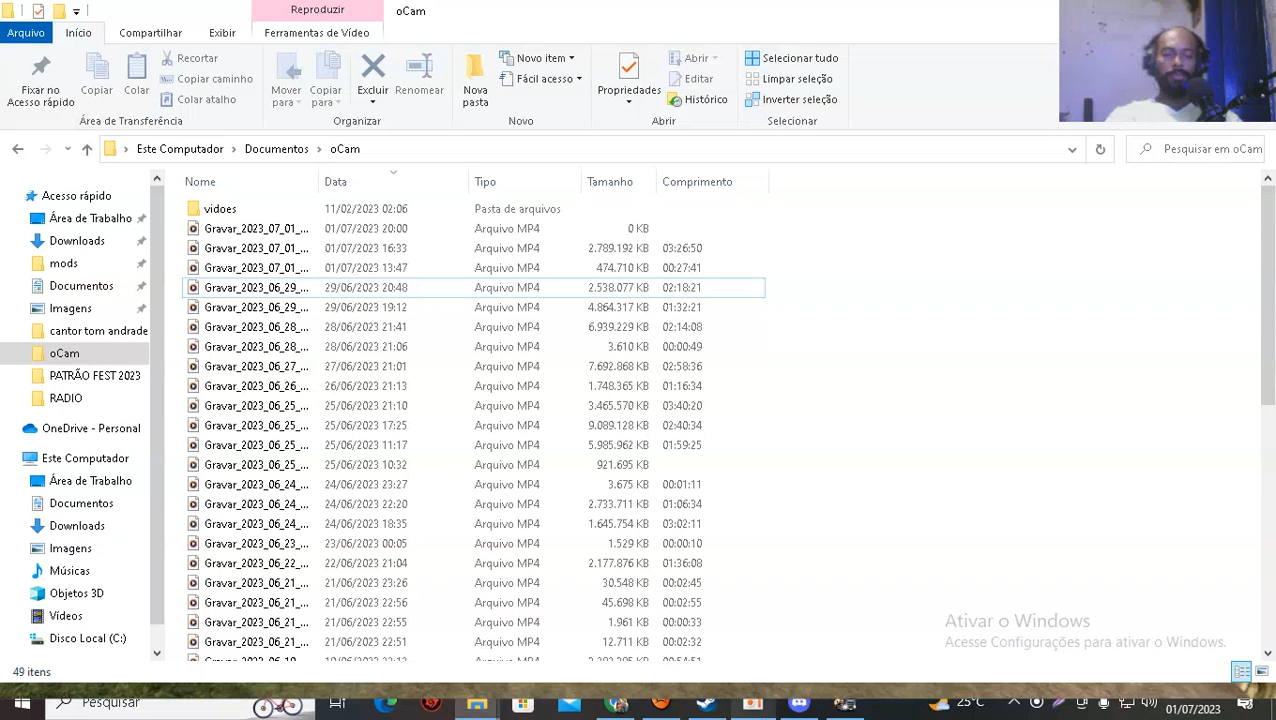 Reproduzir
oCam
Arquivo
Início
Compartilhar
Exibir
Ferramentas de Vídeo
Fixar no
Acesso rápido
Copiar
Colar
Recortar
Copiar caminho
Colar atalho
Área de Transferência
Mover
para
Copiar
para
Excluir
Renomear
Organizar
Nova
pasta
Novo item
Fácil acesso
Novo
Propriedades
Abrir
Editar
Histórico
Abrir
Selecionar tudo
Limpar seleção
Inverter seleção
Selecionar
Este Computador > Documentos > oCam
Pesquisar em oCam
Acesso rápido
Área de Trabalho
Downloads
mods
Documentos
Imagens
cantor tom andrade
oCam
PATRÃO FEST 2023
RADIO
OneDrive - Personal
Este Computador
Área de Trabalho
Documentos
Downloads
Imagens
Músicas
Objetos 3D
Vídeos
Disco Local (C:)
Nome Data Tipo Tamanho Comprimento
vidoes 11/02/2023 02:06 Pasta de arquivos
Gravar_2023_07_01_... 01/07/2023 20:00 Arquivo MP4 0 KB
Gravar_2023_07_01_... 01/07/2023 16:33 Arquivo MP4 2.789.192 KB 03:26:50
Gravar_2023_07_01_... 01/07/2023 13:47 Arquivo MP4 474.710 KB 00:27:41
Gravar_2023_06_29_... 29/06/2023 20:48 Arquivo MP4 2.538.077 KB 02:18:21
Gravar_2023_06_29_... 29/06/2023 19:12 Arquivo MP4 4.864.317 KB 01:32:21
Gravar_2023_06_28_... 28/06/2023 21:41 Arquivo MP4 6.939.229 KB 02:14:08
Gravar_2023_06_28_... 28/06/2023 21:06 Arquivo MP4 3.610 KB 00:00:49
Gravar_2023_06_27_... 27/06/2023 21:01 Arquivo MP4 7.692.868 KB 02:58:36
Gravar_2023_06_26_... 26/06/2023 21:13 Arquivo MP4 1.748.365 KB 01:16:34
Gravar_2023_06_25_... 25/06/2023 21:10 Arquivo MP4 3.465.570 KB 03:40:20
Gravar_2023_06_25_... 25/06/2023 17:25 Arquivo MP4 9.089.128 KB 02:40:34
Gravar_2023_06_25_... 25/06/2023 11:17 Arquivo MP4 5.985.962 KB 01:59:25
Gravar_2023_06_25_... 25/06/2023 10:32 Arquivo MP4 921.695 KB
Gravar_2023_06_24_... 24/06/2023 23:27 Arquivo MP4 3.675 KB 00:01:11
Gravar_2023_06_24_... 24/06/2023 22:20 Arquivo MP4 2.733.711 KB 01:06:34
Gravar_2023_06_24_... 24/06/2023 18:35 Arquivo MP4 1.645.754 KB 03:02:11
Gravar_2023_06_23_... 23/06/2023 00:05 Arquivo MP4 1.529 KB 00:00:10
Gravar_2023_06_22_... 22/06/2023 21:04 Arquivo MP4 2.177.876 KB 01:36:08
Gravar_2023_06_21_... 21/06/2023 23:26 Arquivo MP4 30.548 KB 00:02:45
Gravar_2023_06_21_... 21/06/2023 22:56 Arquivo MP4 45.698 KB 00:02:55
Gravar_2023_06_21_... 21/06/2023 22:55 Arquivo MP4 1.961 KB 00:00:33
Gravar_2023_06_21_... 21/06/2023 22:51 Arquivo MP4 12.711 KB 00:02:32
Ativar o Windows
Acesse Configurações para ativar o Windows.
49 itens
Pesquisar
25°C
01/07/2023